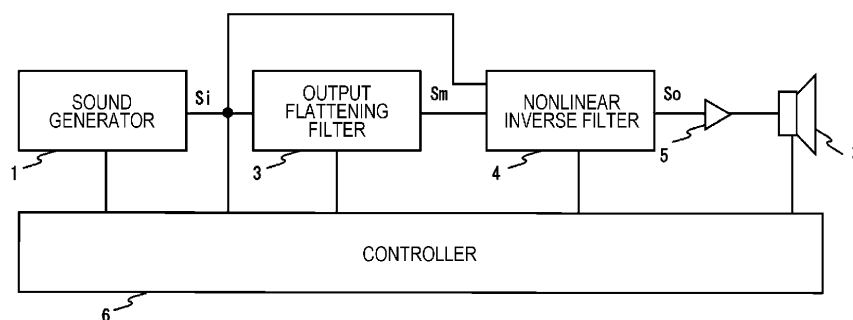 SOUND
GENERATOR
Si
OUTPUT
FLATTENING
FILTER
Sm
NONLINEAR
INVERSE FILTER
So
1
3
4
5
CONTROLLER
6